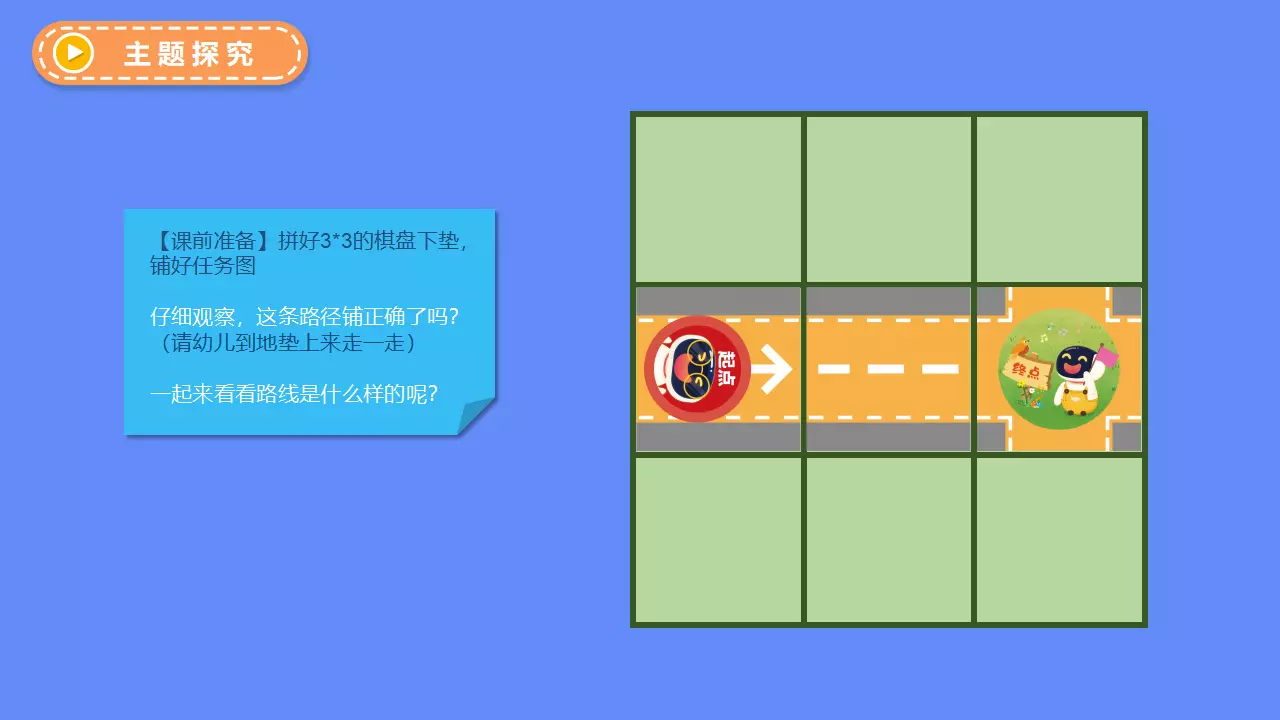 主题探究
【课前准备】拼好3*3的棋盘下垫，
铺好任务图
仔细观察，这条路径铺正确了吗？
（请幼儿到地垫上来走一走）
一起来看看路线是什么样的呢？
起点
终点